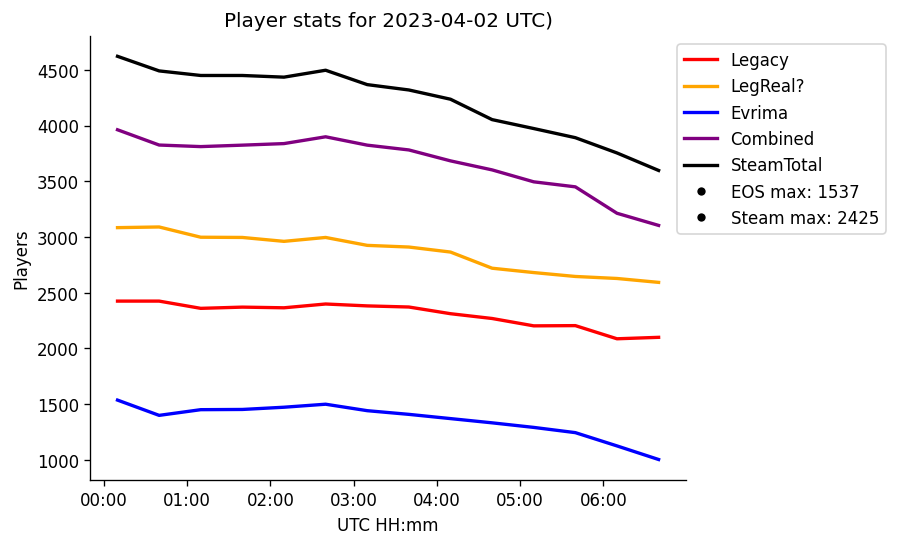 Player stats for 2023-04-02 UTC)
Players
4500
4000
3500
3000
2500
2000
1500
1000
00:00 01:00 02:00 03:00 04:00 05:00 06:00
UTC HH:mm
Legacy
LegReal?
Evrima
Combined
SteamTotal
EOS max: 1537
Steam max: 2425